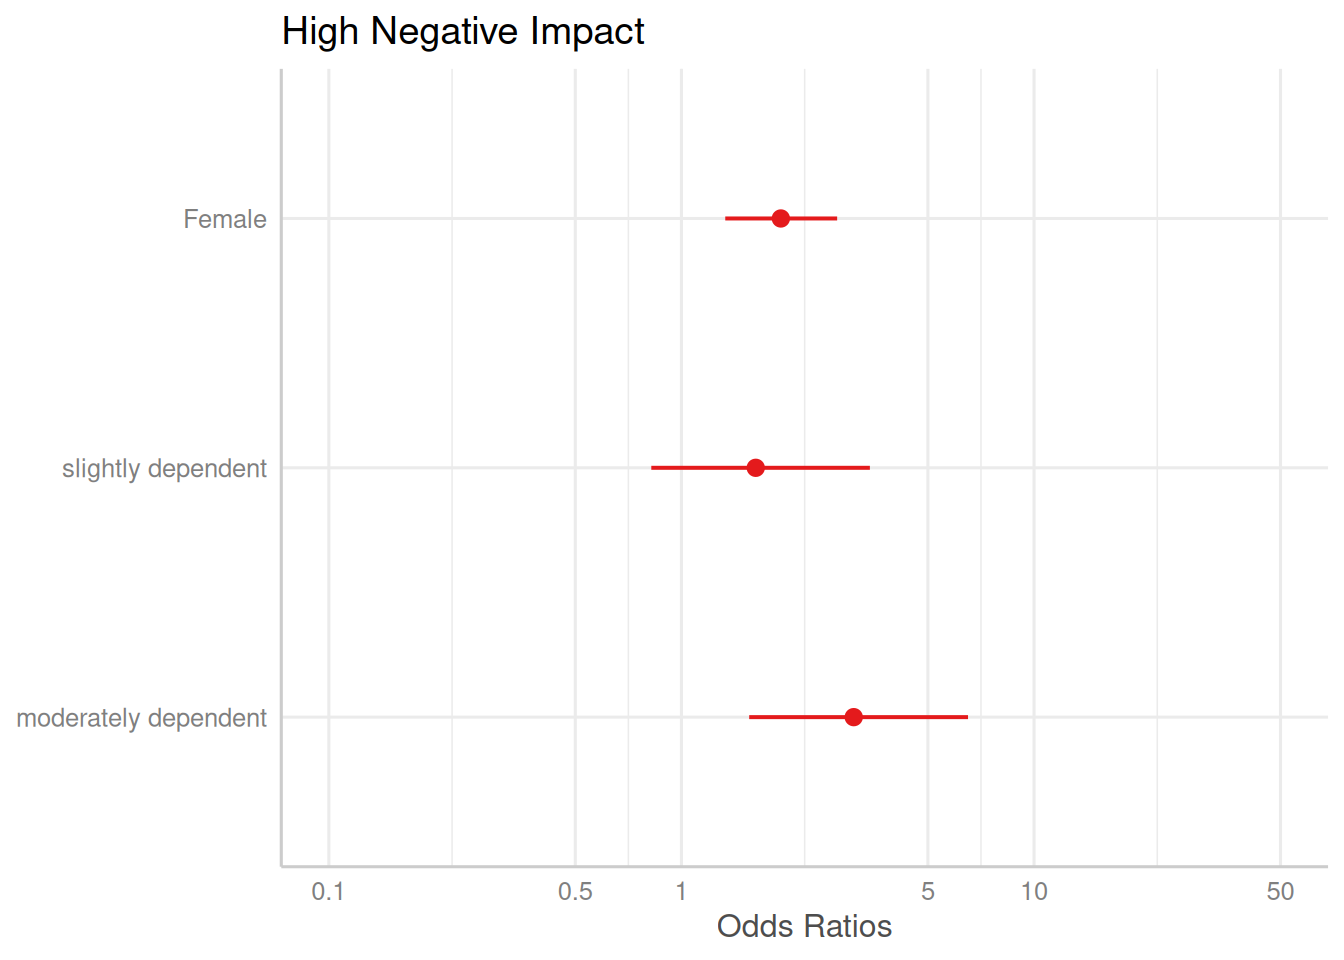 High Negative Impact
Female
slightly dependent
moderately dependent
0.1 0.5 1 5 10 50
Odds Ratios